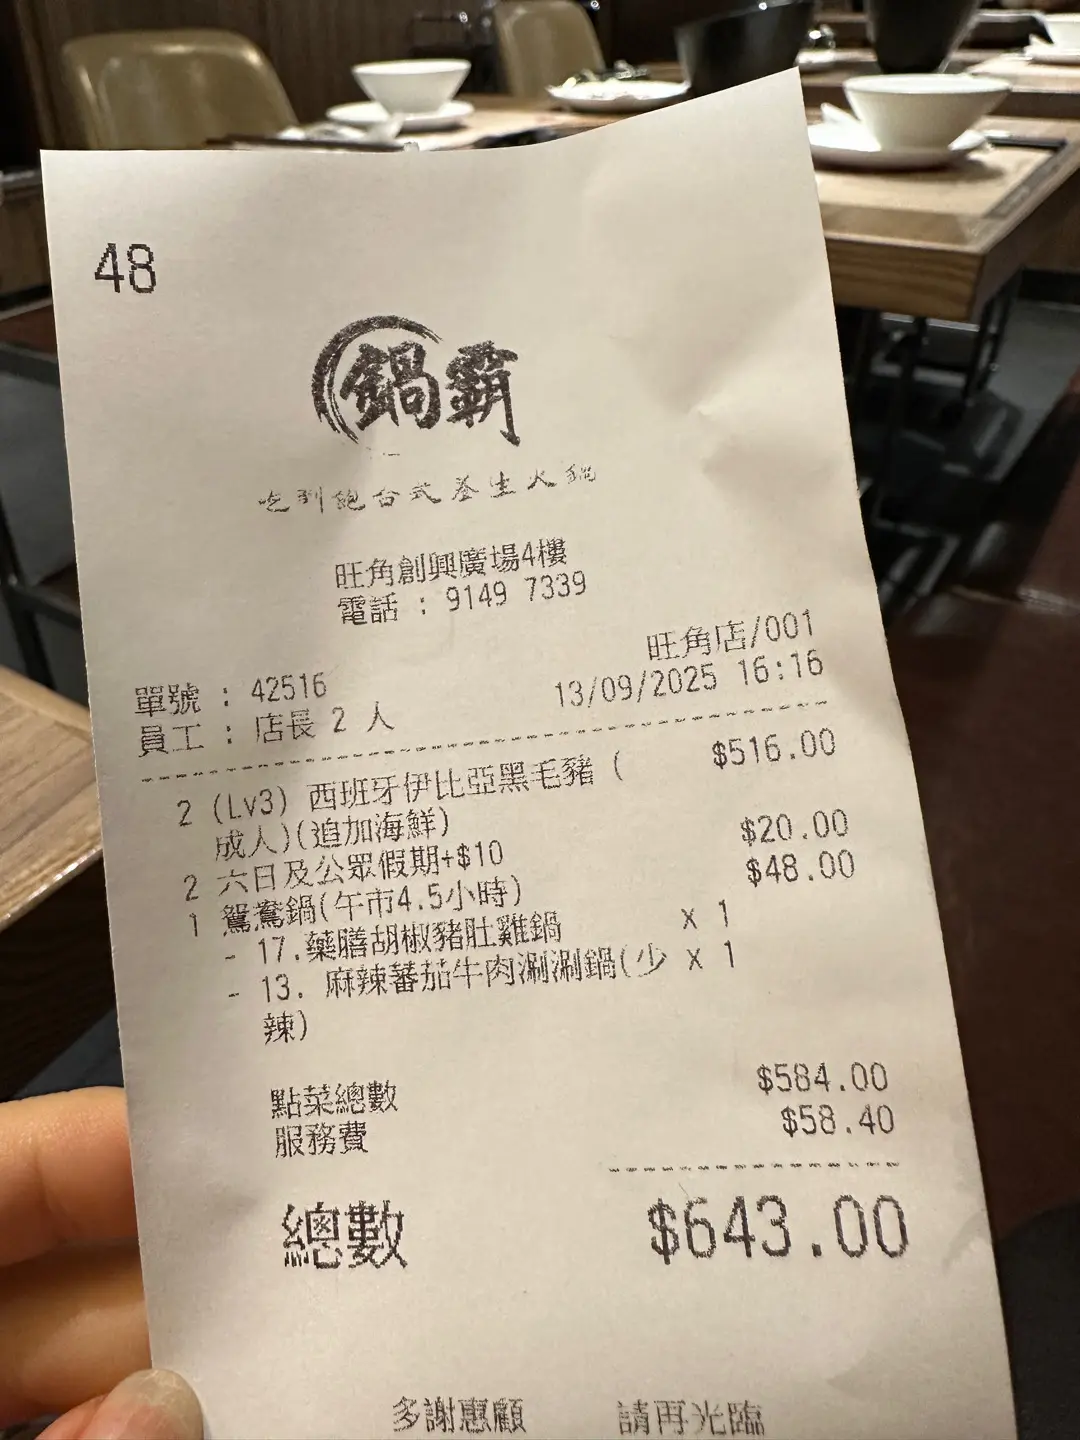 48
鍋霸
吃到飽台式養生火鍋
旺角創興廣場4樓
電話 : 9149 7339
旺角店/001
單號 : 42516
13/09/2025 16:16
員工 : 店長 2 人
2 (Lv3) 西班牙伊比亞黑毛豬 ( $516.00
成人)(追加海鮮)
2 六日及公眾假期+$10 $20.00
1 鴛鴦鍋(午市4.5小時) $48.00
- 17.藥膳胡椒豬肚雞鍋 x 1
- 13. 麻辣蕃茄牛肉涮涮鍋(少 x 1
辣)
點菜總數 $584.00
服務費 $58.40
總數 $643.00
多謝惠顧 請再光臨